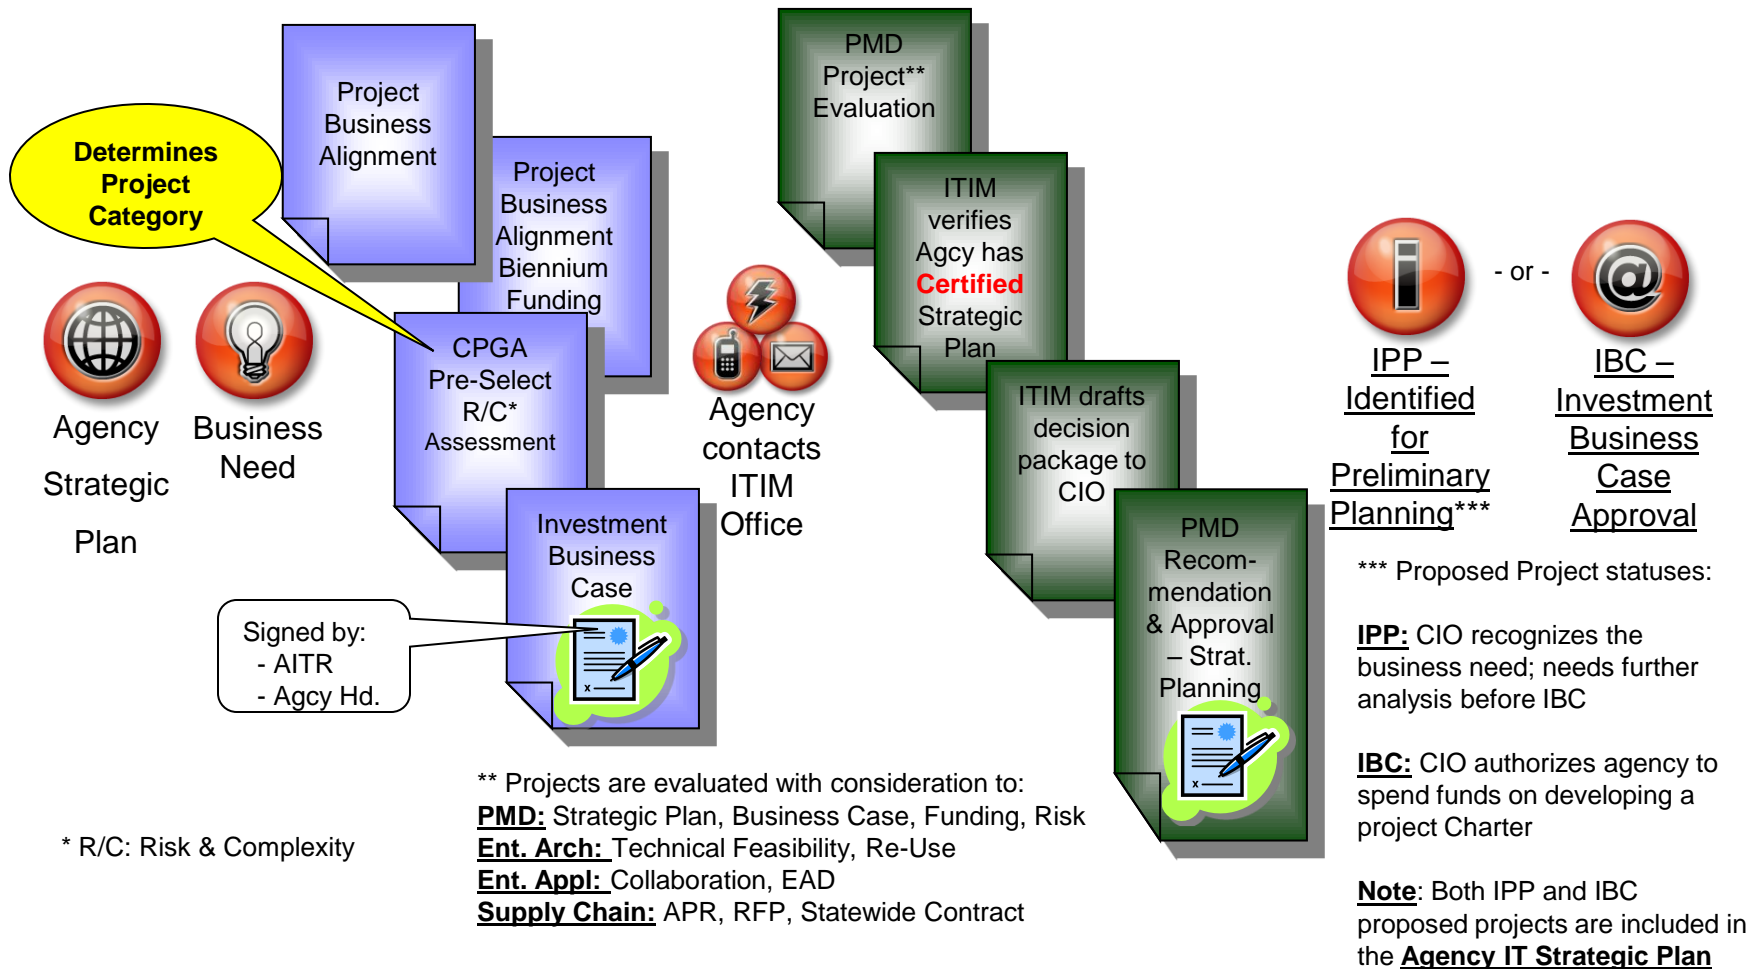 Determines
Project
Category
Agency
Strategic
Plan
Business
Need
Project
Business
Alignment
Project
Business
Alignment
Biennium
Funding
CPGA
Pre-Select
R/C*
Assessment
Investment
Business
Case
x
Signed by:
- AITR
- Agcy Hd.
* R/C: Risk & Complexity
Agency
contacts
ITIM
Office
PMD
Project**
Evaluation
ITIM
verifies
Agcy has
Certified
Strategic
Plan
ITIM drafts
decision
package to
CIO
PMD
Recom-
mendation
& Approval
– Strat.
Planning
x
** Projects are evaluated with consideration to:
PMD: Strategic Plan, Business Case, Funding, Risk
Ent. Arch: Technical Feasibility, Re-Use
Ent. Appl: Collaboration, EAD
Supply Chain: APR, RFP, Statewide Contract
i
- or -
@
IPP –
Identified
for
Preliminary
Planning***
IBC –
Investment
Business
Case
Approval
*** Proposed Project statuses:
IPP: CIO recognizes the
business need; needs further
analysis before IBC
IBC: CIO authorizes agency to
spend funds on developing a
project Charter
Note: Both IPP and IBC
proposed projects are included in
the Agency IT Strategic Plan